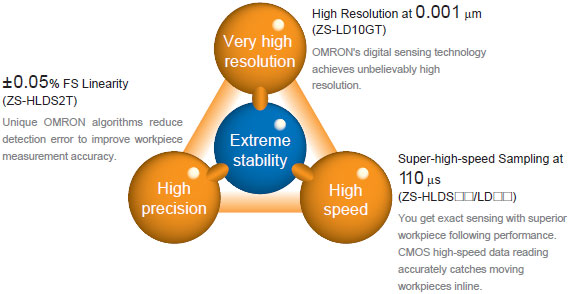 High Resolution at 0.001 μm
(ZS-LD10GT)
OMRON's digital sensing technology
achieves unbelievably high
resolution.
Very high
resolution
±0.05% FS Linearity
(ZS-HLDS2T)
Unique OMRON algorithms reduce
detection error to improve workpiece
measurement accuracy.
Extreme
stability
High
precision
High
speed
Super-high-speed Sampling at
110 μs
(ZS-HLDS□□/LD□□)
You get exact sensing with superior
workpiece following performance.
CMOS high-speed data reading
accurately catches moving
workpieces inline.